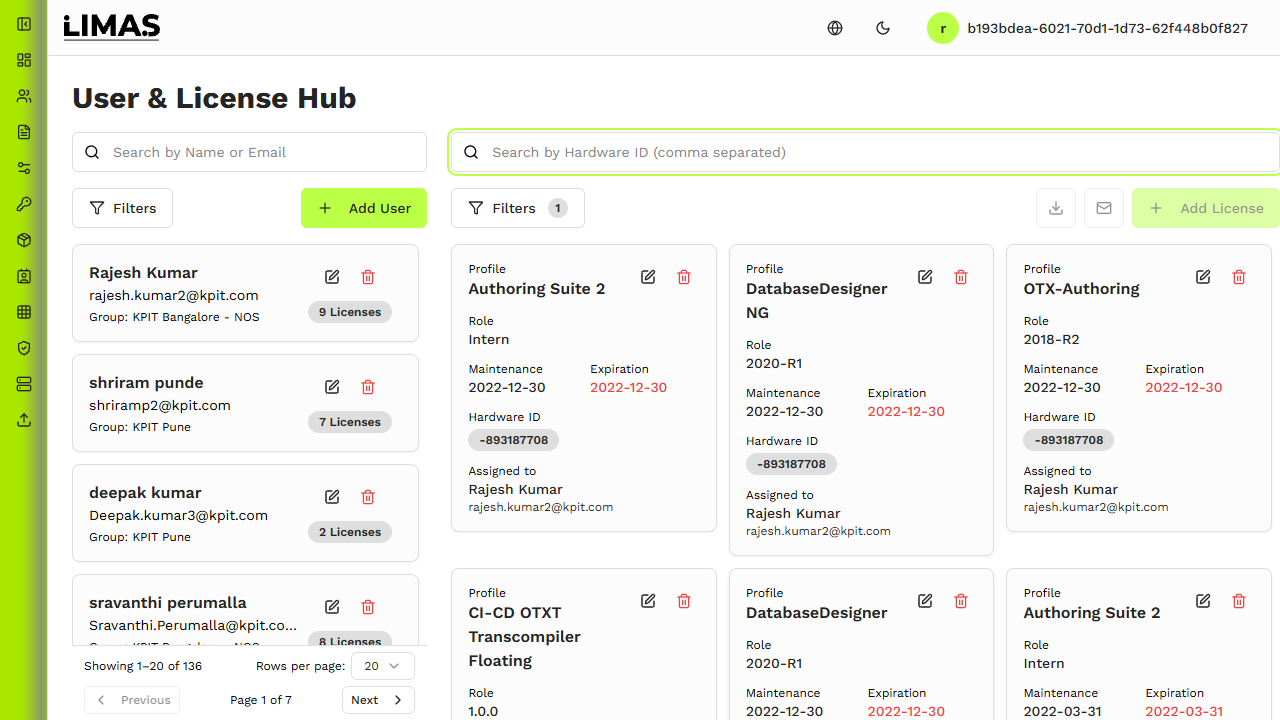 LIMAS
r
b193bdea-6021-70d1-1d73-62f448b0f827
User & License Hub
Search by Name or Email
Filters
Add User
Rajesh Kumar
rajesh.kumar2@kpit.com
Group: KPIT Bangalore - NOS
9 Licenses
shriram punde
shriramp2@kpit.com
Group: KPIT Pune
7 Licenses
deepak kumar
Deepak.kumar3@kpit.com
Group: KPIT Pune
2 Licenses
sravanthi perumalla
Sravanthi.Perumalla@kpit.co...
Group: KPIT Bangalore - NOS
8 Licenses
Showing 1–20 of 136
Rows per page:
20
Previous
Page 1 of 7
Next
Search by Hardware ID (comma separated)
Filters
1
Add License
Profile
Authoring Suite 2
Role
Intern
Maintenance
2022-12-30
Expiration
2022-12-30
Hardware ID
-893187708
Assigned to
Rajesh Kumar
rajesh.kumar2@kpit.com
Profile
DatabaseDesigner
NG
Role
2020-R1
Maintenance
2022-12-30
Expiration
2022-12-30
Hardware ID
-893187708
Assigned to
Rajesh Kumar
rajesh.kumar2@kpit.com
Profile
OTX-Authoring
Role
2018-R2
Maintenance
2022-12-30
Expiration
2022-12-30
Hardware ID
-893187708
Assigned to
Rajesh Kumar
rajesh.kumar2@kpit.com
Profile
CI-CD OTXT
Transcompiler
Floating
Role
1.0.0
Profile
DatabaseDesigner
Role
2020-R1
Maintenance
2022-12-30
Expiration
2022-12-30
Profile
Authoring Suite 2
Role
Intern
Maintenance
2022-03-31
Expiration
2022-03-31